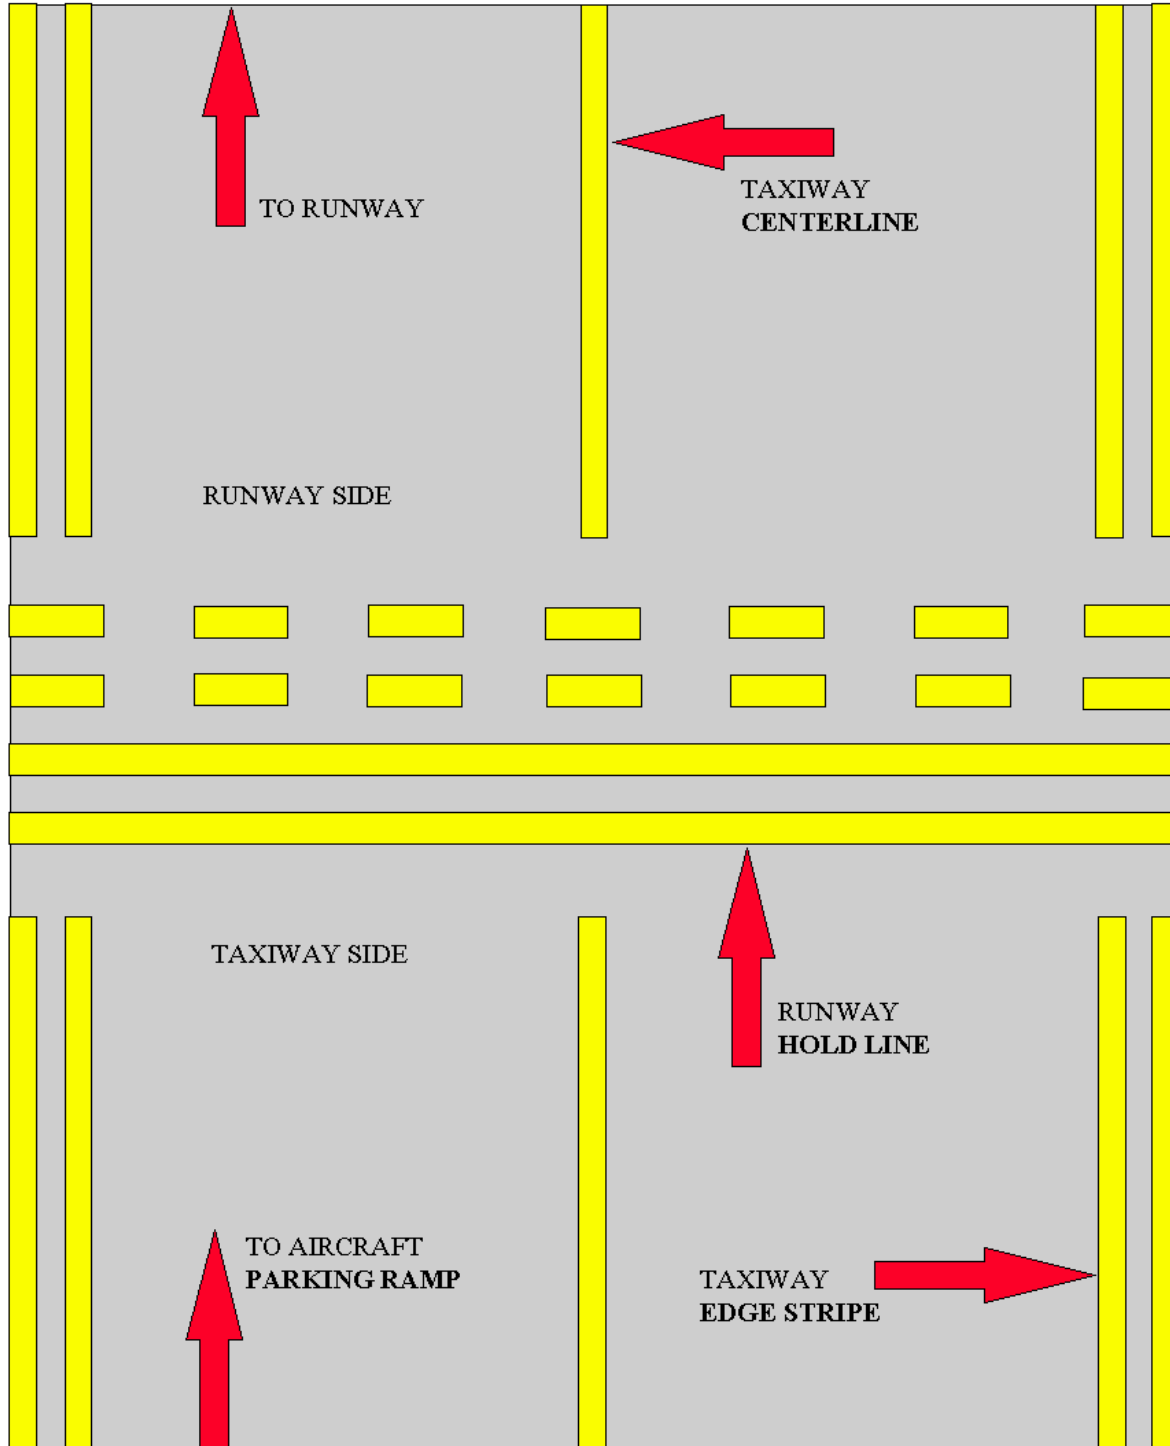 TO RUNWAY
TAXIWAY
CENTERLINE
RUNWAY SIDE
TAXIWAY SIDE
RUNWAY
HOLD LINE
TO AIRCRAFT
PARKING RAMP
TAXIWAY
EDGE STRIPE